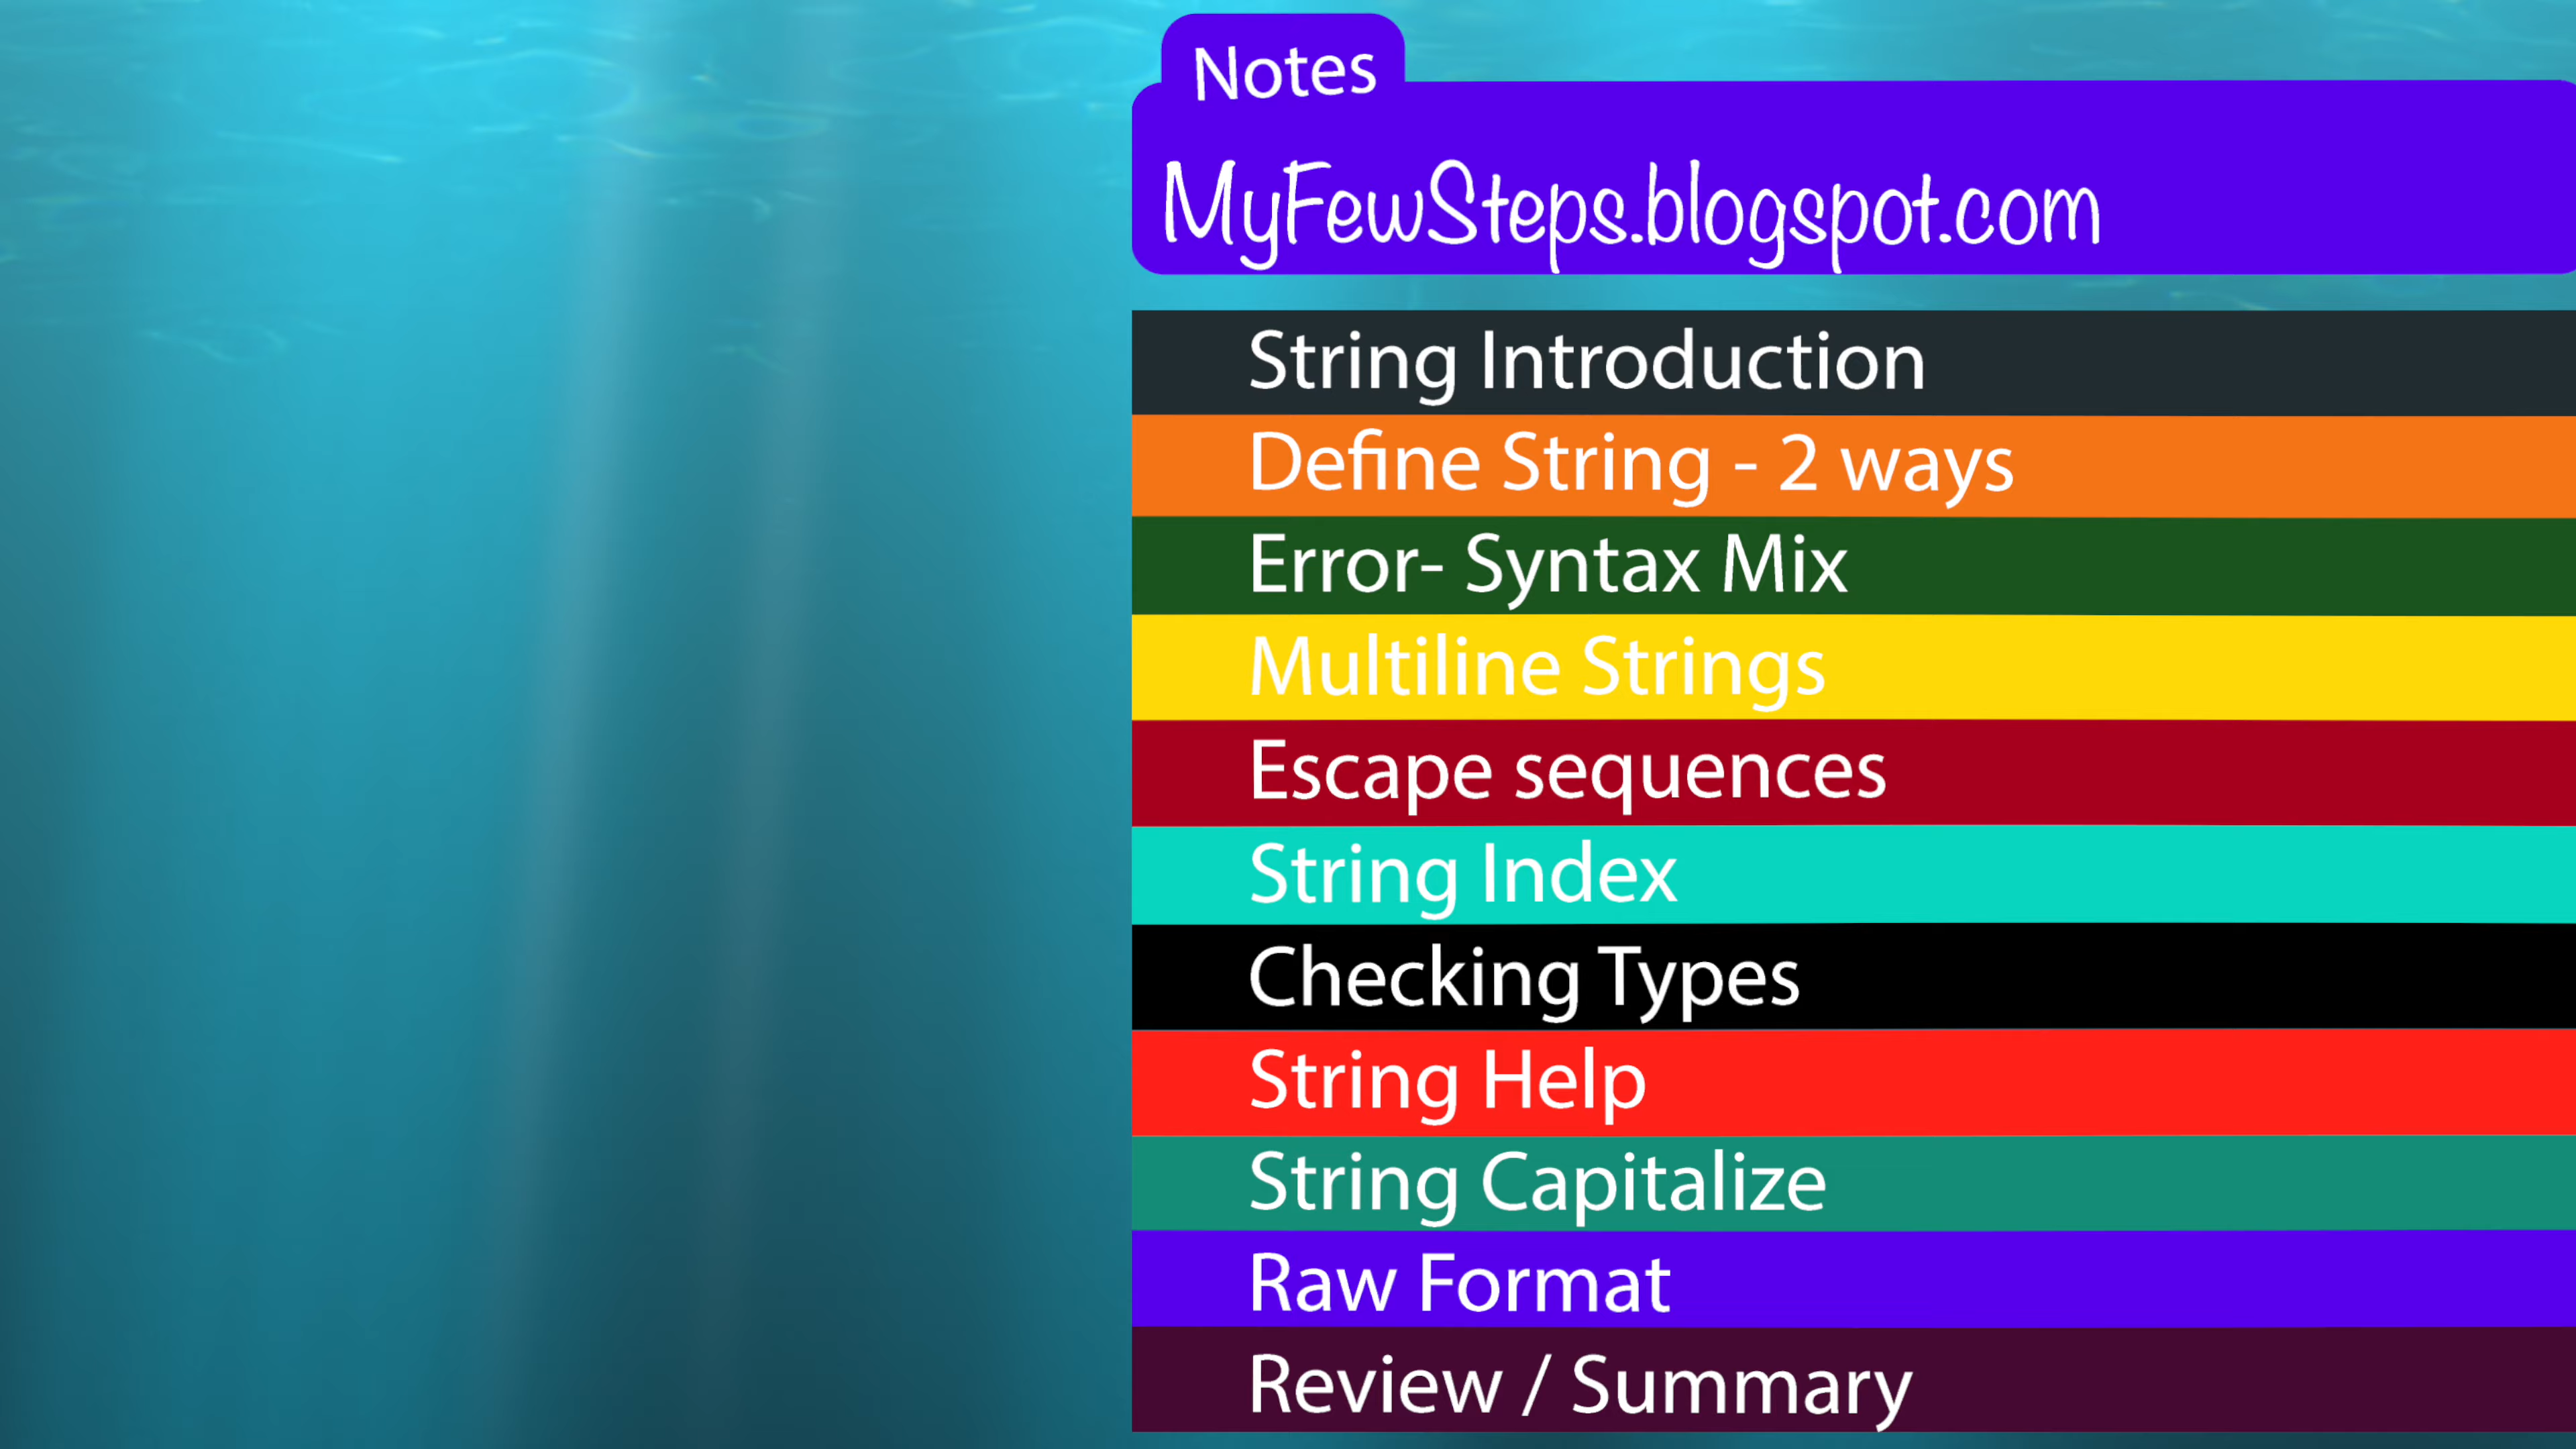 Notes
MyFewSteps.blogspot.com
String Introduction
Define String - 2 ways
Error- Syntax Mix
Multiline Strings
Escape sequences
String Index
Checking Types
String Help
String Capitalize
Raw Format
Review / Summary